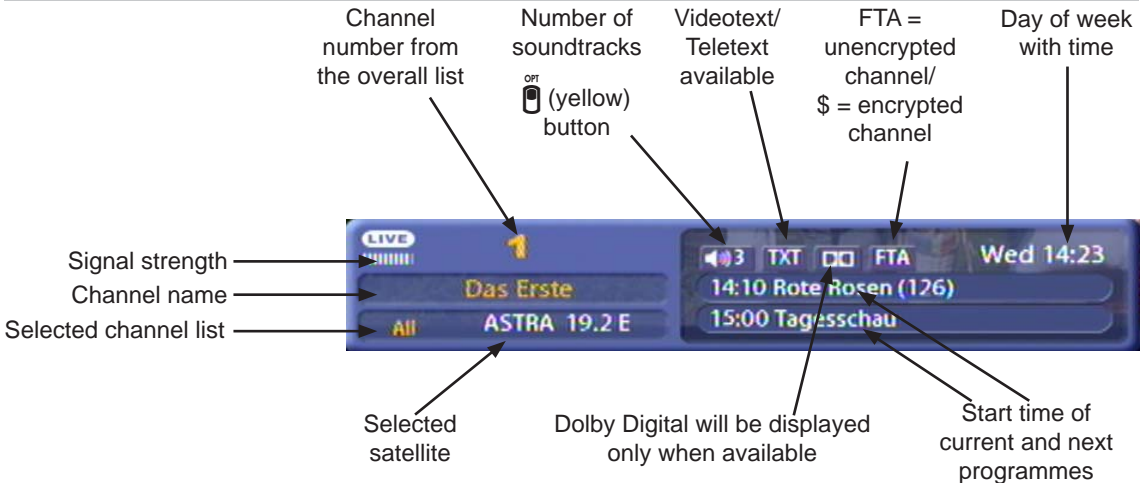 Channel
number from
the overall list
Number of
soundtracks
OPT
(yellow)
button
Videotext/
Teletext
available
FTA =
unencrypted
channel/
$ = encrypted
channel
Day of week
with time
Signal strength
Channel name
Selected channel list
LIVE
1
Das Erste
All
ASTRA 19.2 E
3 TXT FTA Wed 14:23
14:10 Rote Rosen (126)
15:00 Tagesschau
Selected
satellite
Dolby Digital will be displayed
only when available
Start time of
current and next
programmes